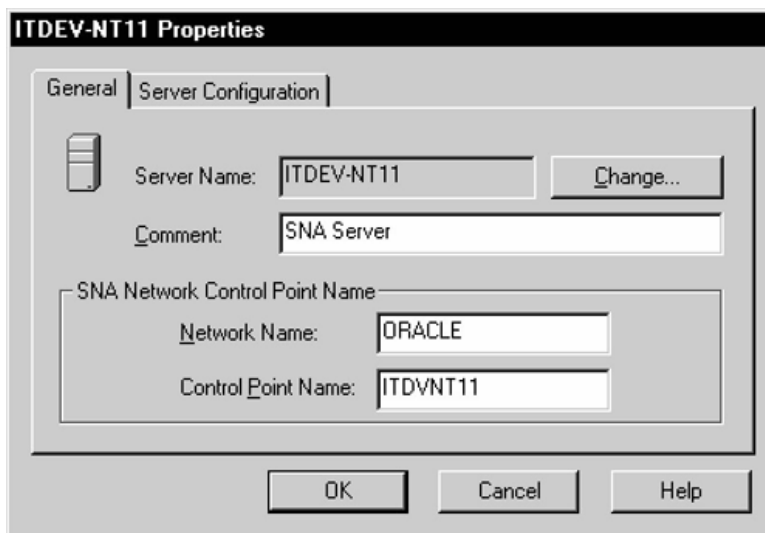 ITDEV-NT11 Properties
General Server Configuration
Server Name: ITDEV-NT11 Change...
Comment: SNA Server
SNA Network Control Point Name
Network Name: ORACLE
Control Point Name: ITDVNT11
OK Cancel Help